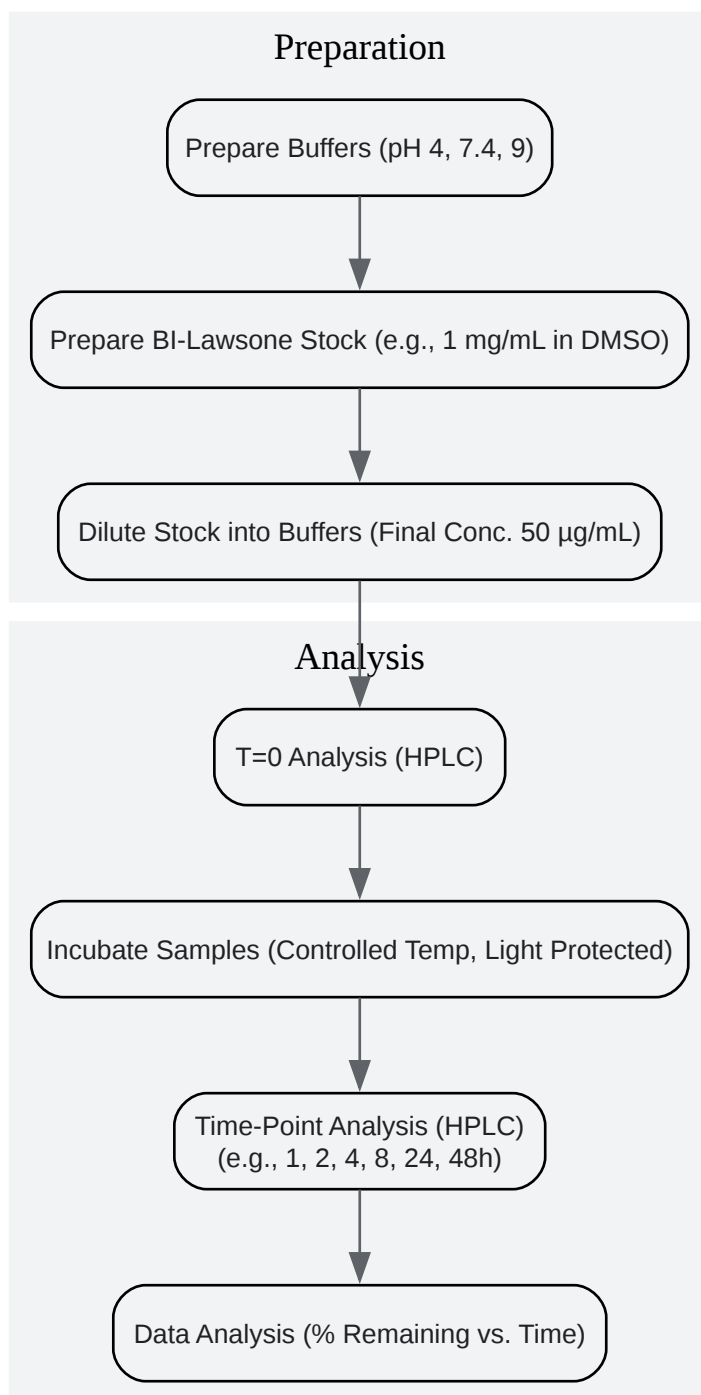 Preparation
Prepare Buffers (pH 4, 7.4, 9)
Prepare BI-Lawsone Stock (e.g., 1 mg/mL in DMSO)
Dilute Stock into Buffers (Final Conc. 50 µg/mL)
Analysis
T=0 Analysis (HPLC)
Incubate Samples (Controlled Temp, Light Protected)
Time-Point Analysis (HPLC)
(e.g., 1, 2, 4, 8, 24, 48h)
Data Analysis (% Remaining vs. Time)